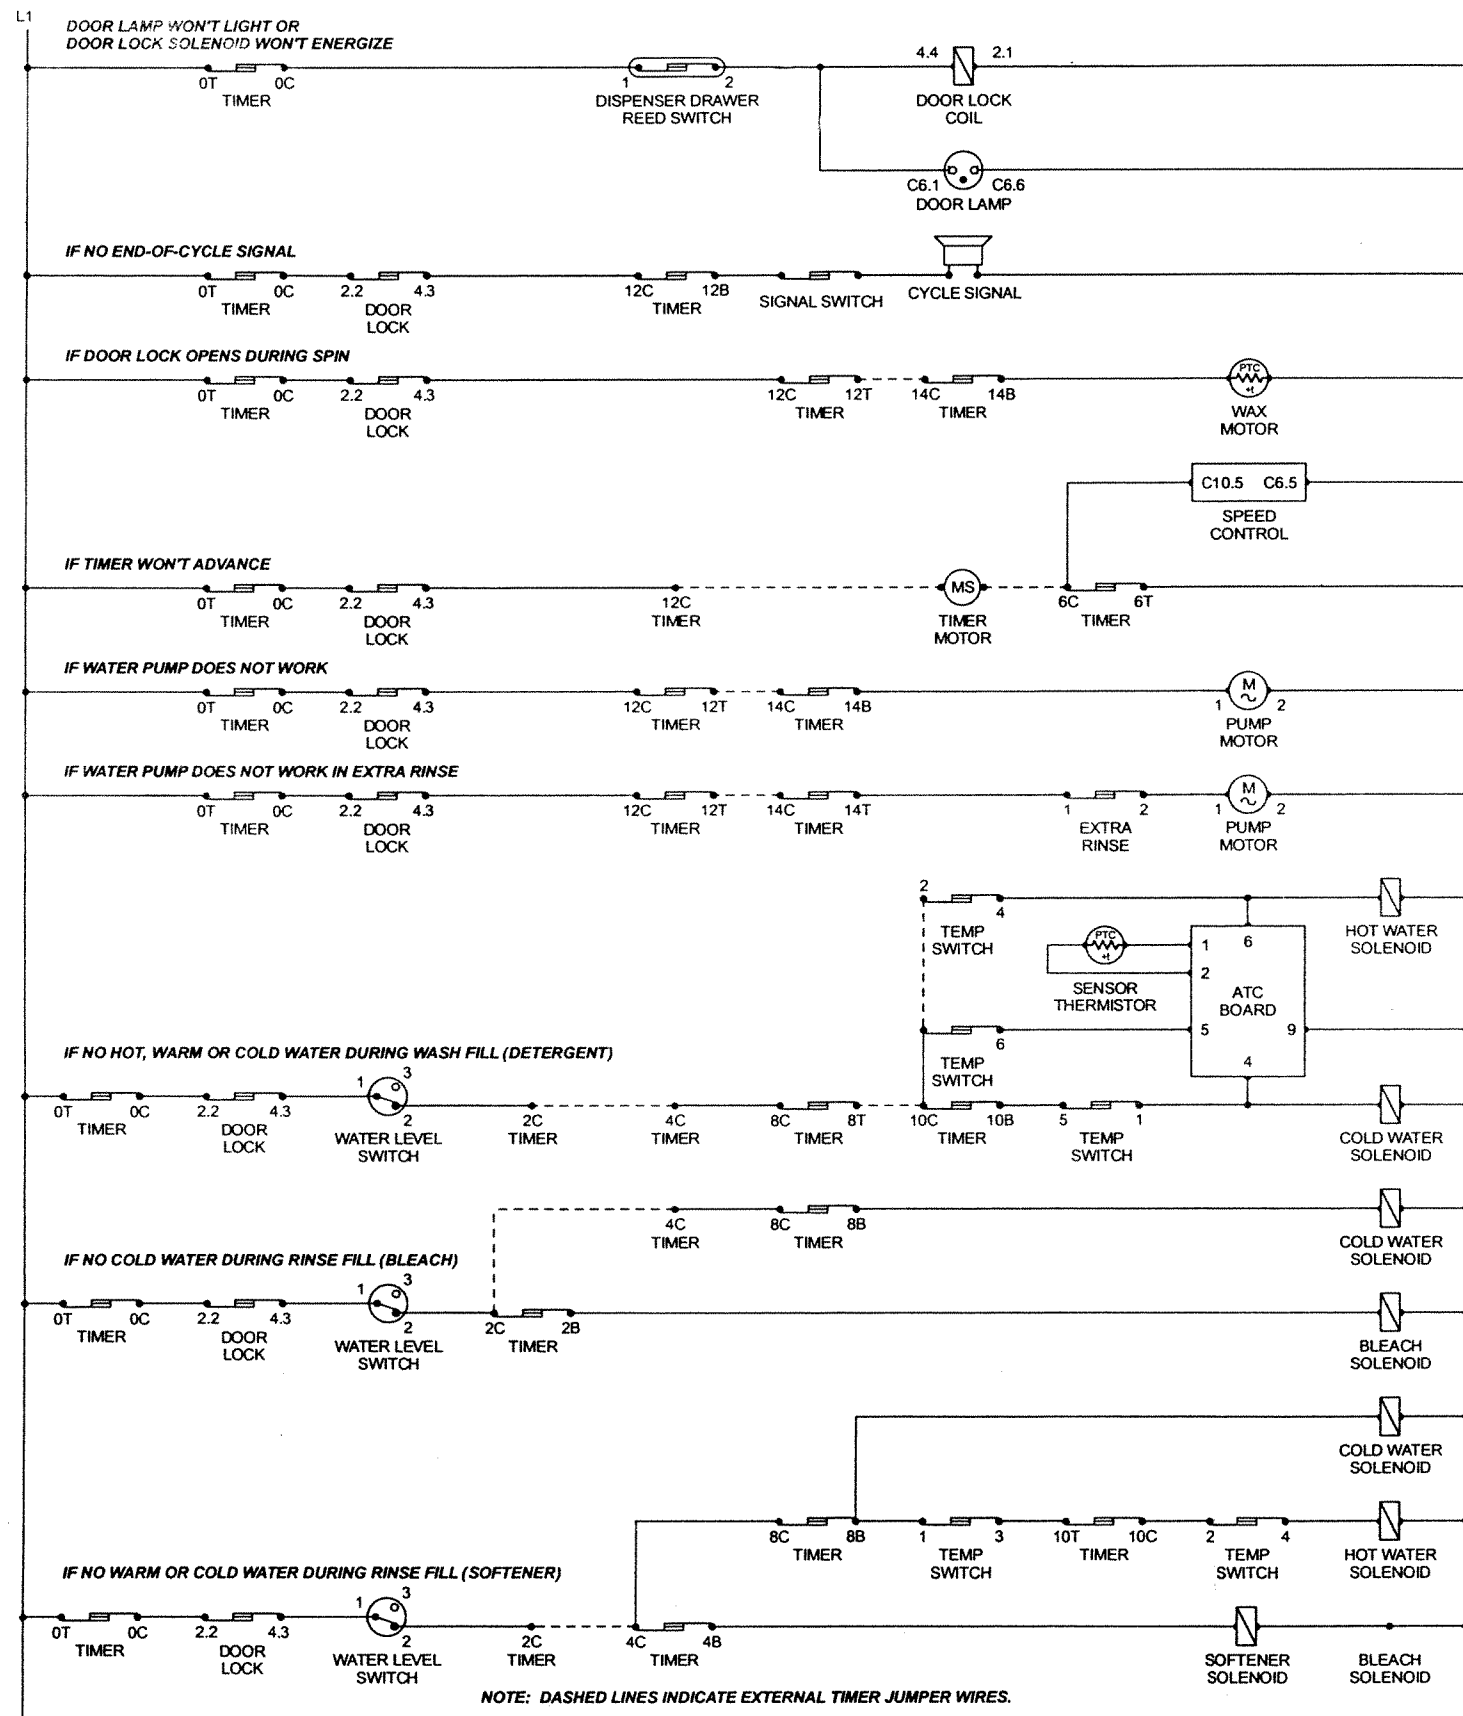 L1
DOOR LAMP WON'T LIGHT OR
DOOR LOCK SOLENOID WON'T ENERGIZE
4.4 2.1
0T 0C
TIMER
1 2
DISPENSER DRAWER
REED SWITCH
DOOR LOCK
COIL
C6.1 C6.6
DOOR LAMP
IF NO END-OF-CYCLE SIGNAL
0T 0C 2.2 4.3 12C 12B
TIMER DOOR
LOCK
TIMER
SIGNAL SWITCH
CYCLE SIGNAL
IF DOOR LOCK OPENS DURING SPIN
PTC
+t
0T 0C 2.2 4.3 12C 12T 14C 14B
TIMER DOOR
LOCK
TIMER TIMER
WAX
MOTOR
C10.5 C6.5
SPEED
CONTROL
IF TIMER WON'T ADVANCE
MS
0T 0C 2.2 4.3 12C 6C 6T
TIMER DOOR
LOCK
TIMER
TIMER
MOTOR
TIMER
IF WATER PUMP DOES NOT WORK
M
0T 0C 2.2 4.3 12C 12T 14C 14B 1 2
TIMER DOOR
LOCK
TIMER TIMER
PUMP
MOTOR
IF WATER PUMP DOES NOT WORK IN EXTRA RINSE
M
0T 0C 2.2 4.3 12C 12T 14C 14T 1 2 1 2
TIMER DOOR
LOCK
TIMER TIMER
EXTRA
RINSE
PUMP
MOTOR
2 4
TEMP
SWITCH
HOT WATER
SOLENOID
PTC
+t
SENSOR
THERMISTOR
1 6
2
ATC
BOARD
5 9
4
6
TEMP
SWITCH
IF NO HOT, WARM OR COLD WATER DURING WASH FILL (DETERGENT)
1 3
0T 0C 2.2 4.3 2 2C 4C 8C 8T 10C 10B 5 1
TIMER DOOR
LOCK
WATER LEVEL
SWITCH
TIMER TIMER TIMER TIMER
TEMP
SWITCH
COLD WATER
SOLENOID
4C 8C 8B
TIMER TIMER
COLD WATER
SOLENOID
IF NO COLD WATER DURING RINSE FILL (BLEACH)
1 3
0T 0C 2.2 4.3 2 2C 2B
TIMER DOOR
LOCK
WATER LEVEL
SWITCH
TIMER
BLEACH
SOLENOID
COLD WATER
SOLENOID
8C 8B 1 3 10T 10C 2 4
TIMER
TEMP
SWITCH
TIMER
TEMP
SWITCH
HOT WATER
SOLENOID
IF NO WARM OR COLD WATER DURING RINSE FILL (SOFTENER)
1 3
0T 0C 2.2 4.3 2 2C 4C 4B
TIMER DOOR
LOCK
WATER LEVEL
SWITCH
TIMER TIMER
SOFTENER
SOLENOID
BLEACH
SOLENOID
NOTE: DASHED LINES INDICATE EXTERNAL TIMER JUMPER WIRES.